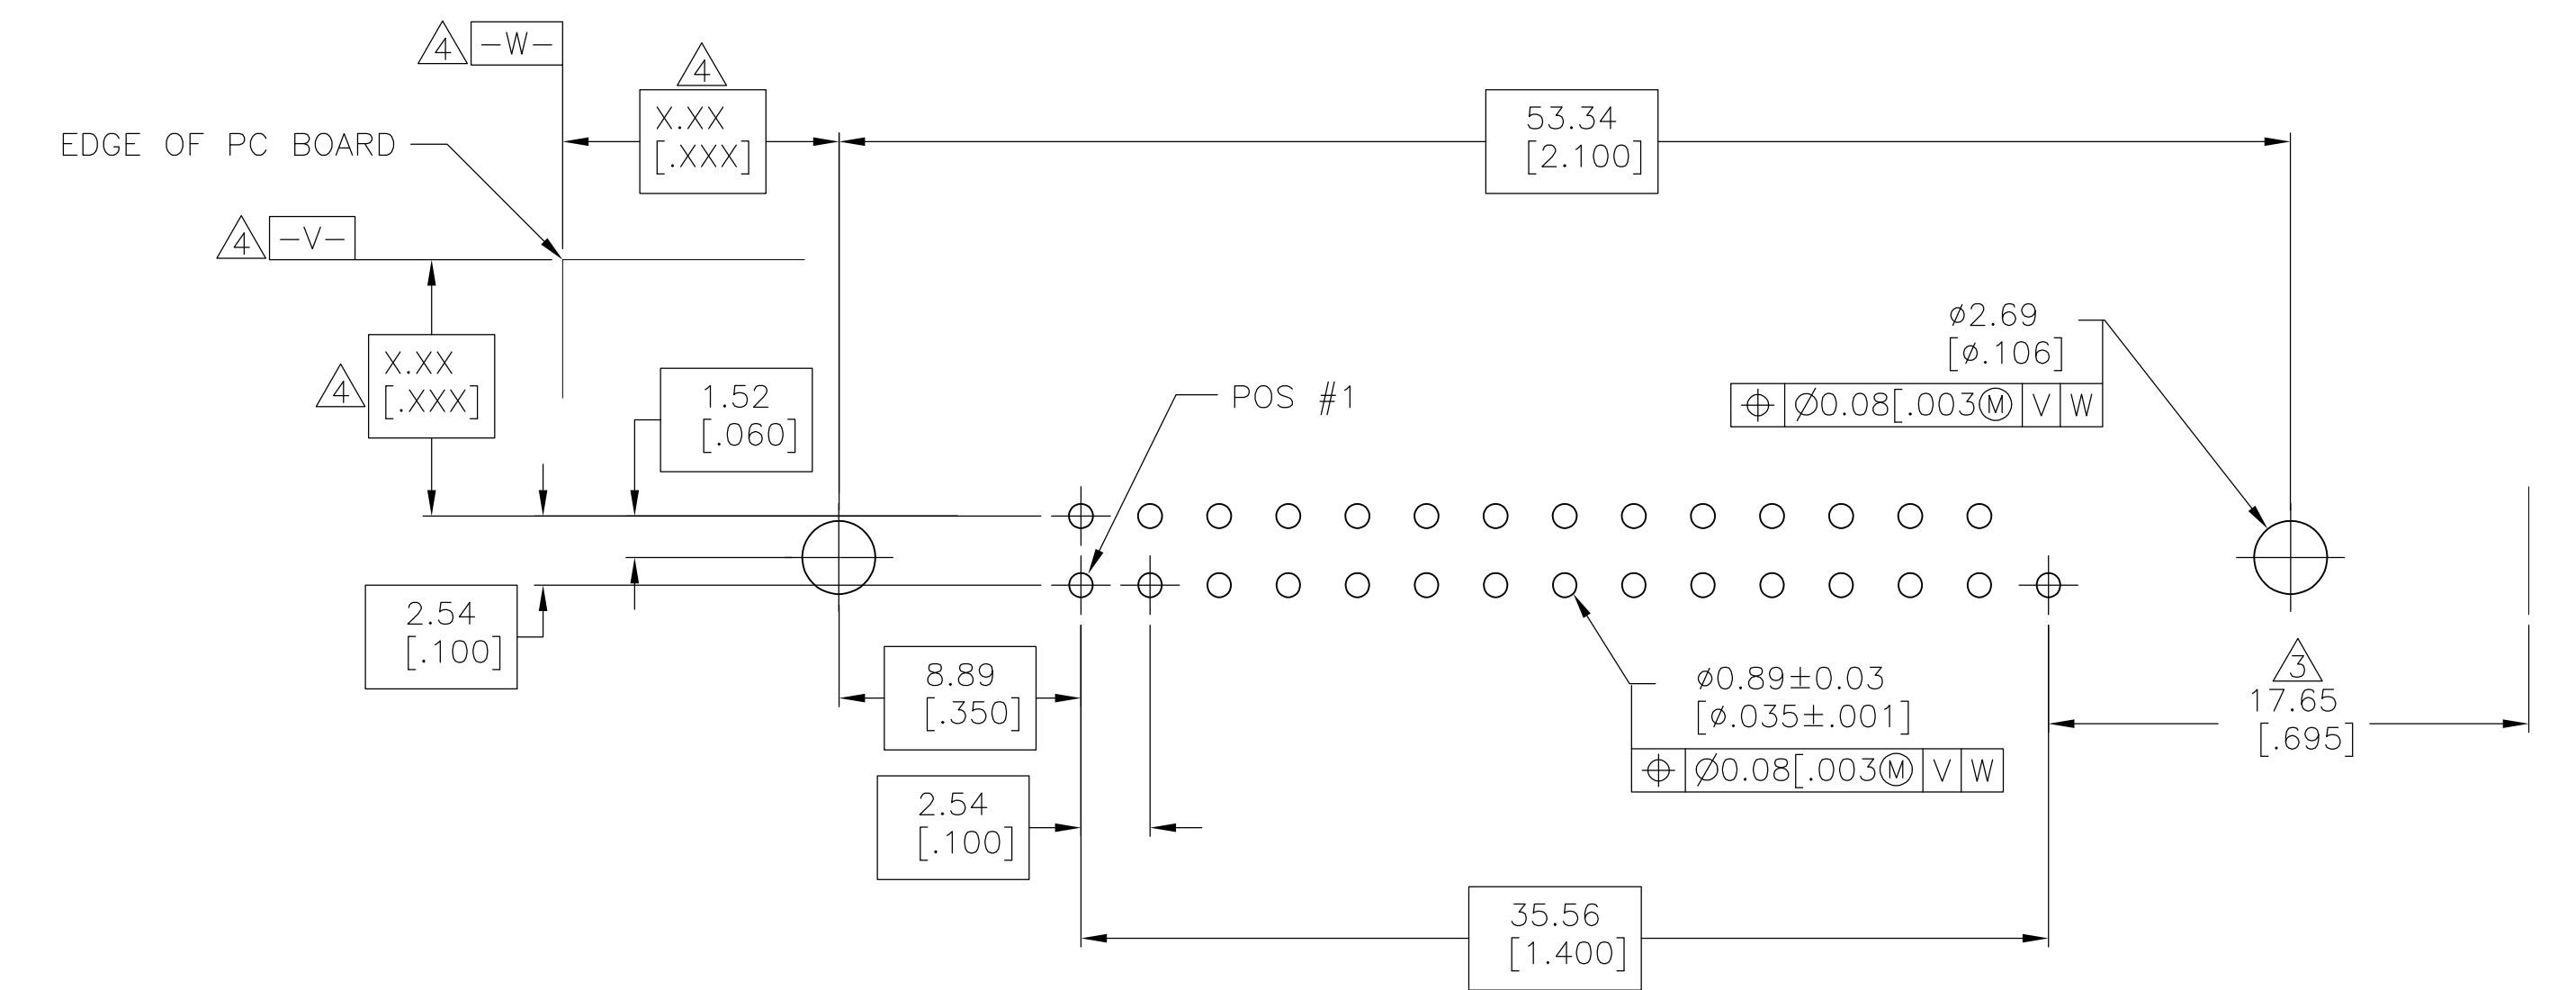 4 -W-
4
X.XX
[.XXX]
53.34
[2.100]
EDGE OF PC BOARD
4 -V-
4
X.XX
[.XXX]
1.52
[.060]
POS #1
ø2.69
[ø.106]
⌖ Ø0.08[.003Ⓜ V W
2.54
[.100]
8.89
[.350]
ø0.89±0.03
[ø.035±.001]
⌖ Ø0.08[.003Ⓜ V W
3
17.65
[.695]
2.54
[.100]
35.56
[1.400]